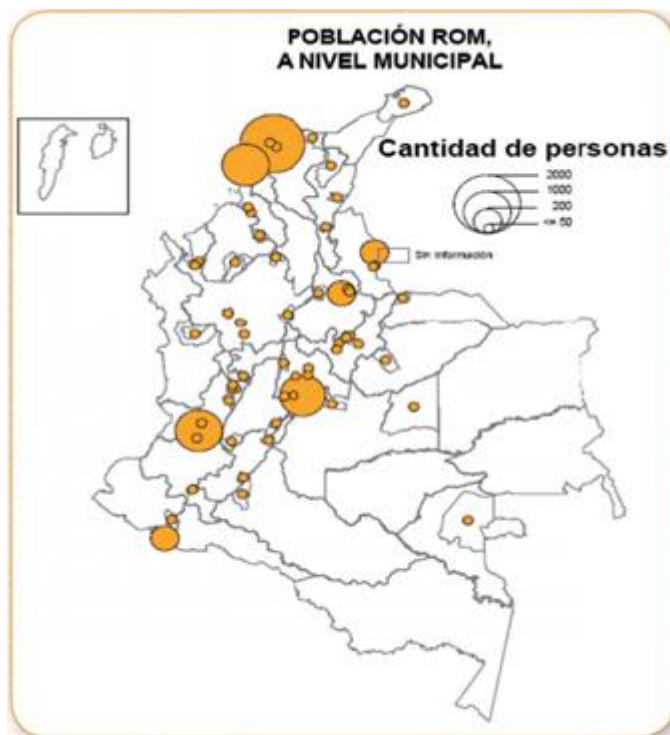 POBLACIÓN ROM,
A NIVEL MUNICIPAL
Cantidad de personas
2000
1000
200
<= 50
Sin información